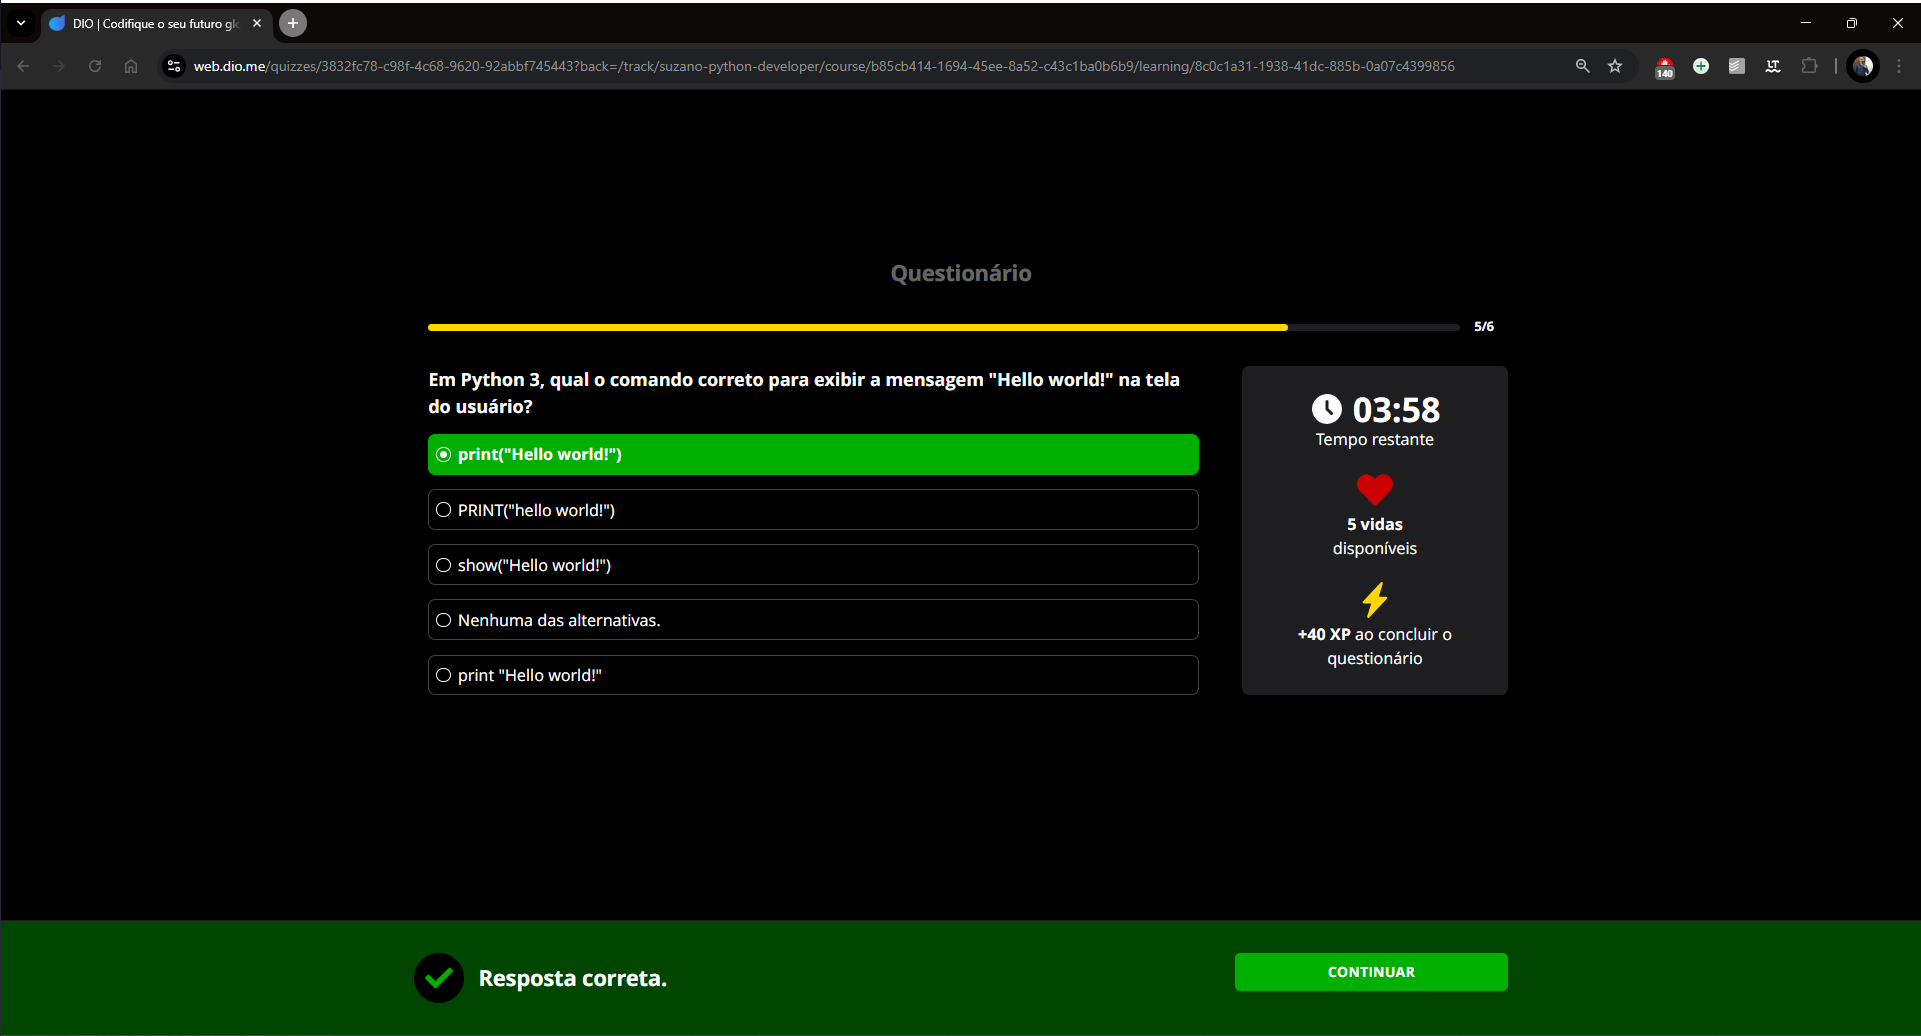 DIO | Codifique o seu futuro glo
web.dio.me/quizzes/3832fc78-c98f-4c68-9620-92abbf745443?back=/track/suzano-python-developer/course/b85cb414-1694-45ee-8a52-c43c1ba0b6b9/learning/8c0c1a31-1938-41dc-885b-0a07c4399856
140
Questionário
5/6
Em Python 3, qual o comando correto para exibir a mensagem "Hello world!" na tela
do usuário?
print("Hello world!")
PRINT("hello world!")
show("Hello world!")
Nenhuma das alternativas.
print "Hello world!"
03:58
Tempo restante
5 vidas
disponíveis
+40 XP ao concluir o
questionário
Resposta correta.
CONTINUAR